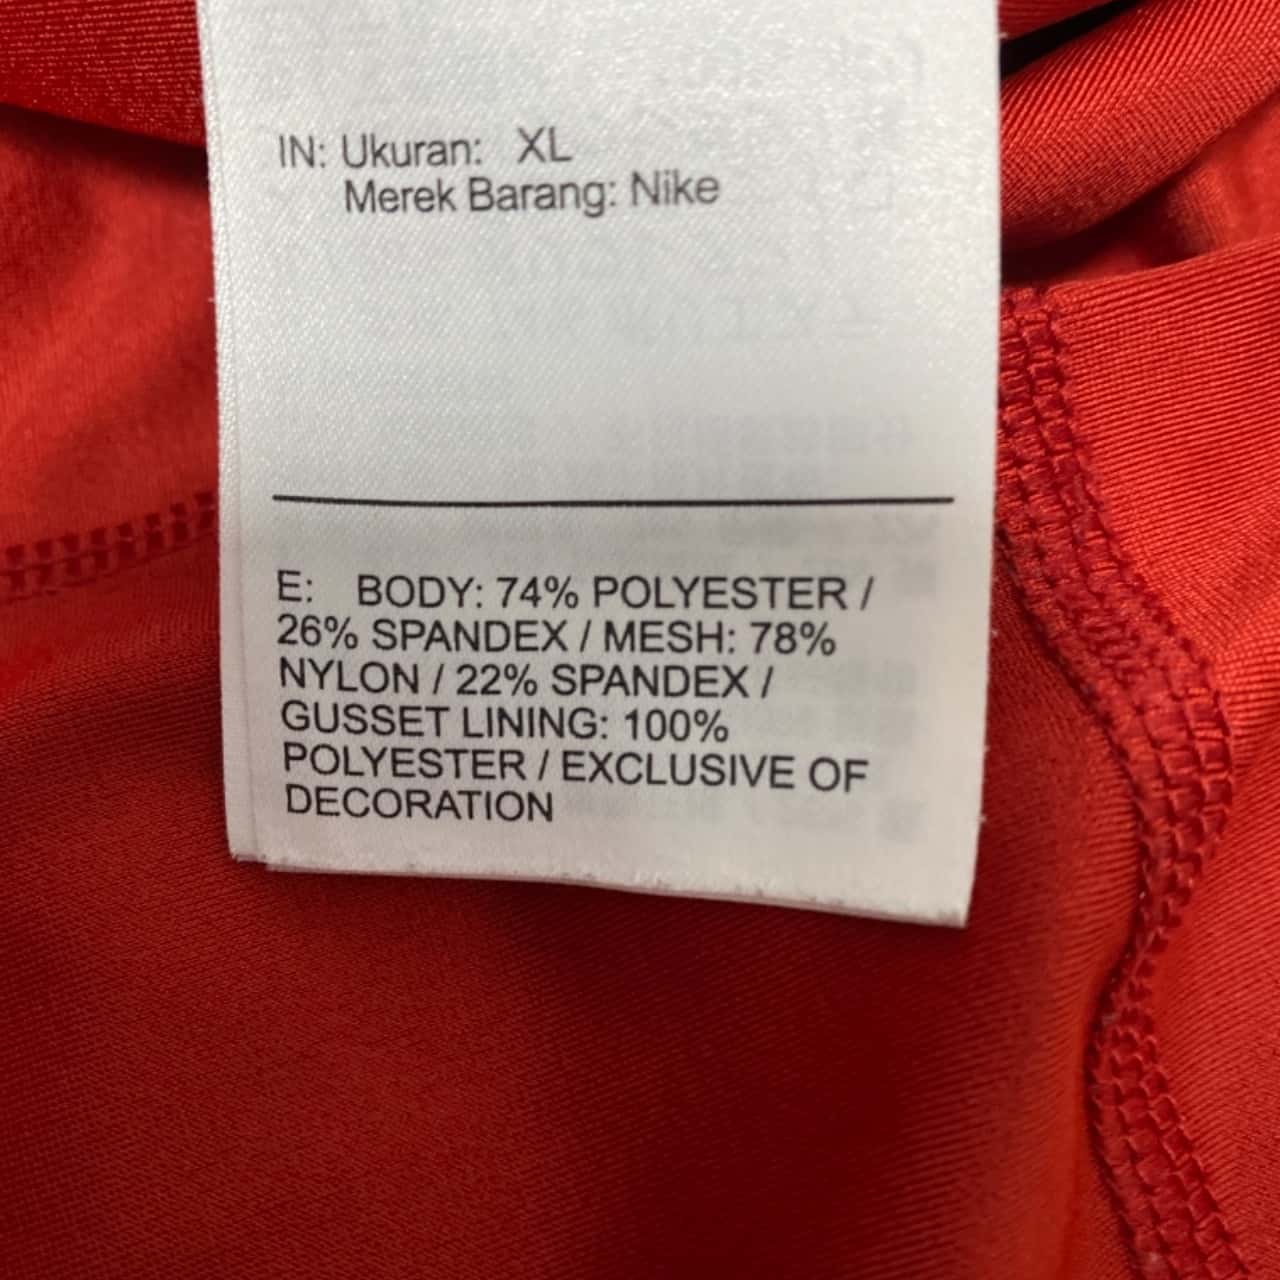 IN: Ukuran: XL
Merek Barang: Nike
E: BODY: 74% POLYESTER /
26% SPANDEX / MESH: 78%
NYLON / 22% SPANDEX /
GUSSET LINING: 100%
POLYESTER / EXCLUSIVE OF
DECORATION